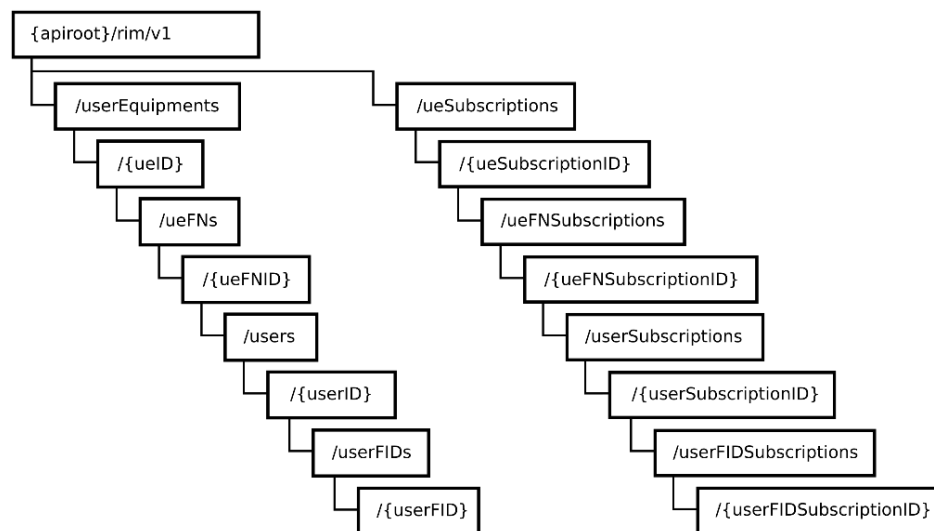 {apiroot}/rim/v1
/userEquipments
/{ueID}
/ueFNs
/{ueFNID}
/users
/{userID}
/userFIDs
/{userFID}
/ueSubscriptions
/{ueSubscriptionID}
/ueFNSubscriptions
/{ueFNSubscriptionID}
/userSubscriptions
/{userSubscriptionID}
/userFIDSubscriptions
/{userFIDSubscriptionID}